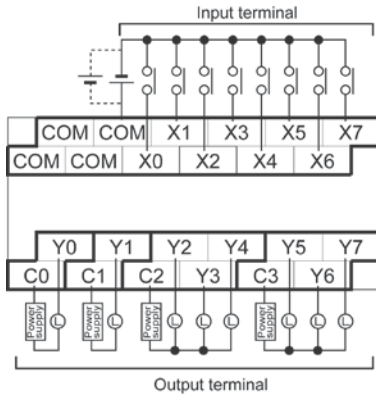 Input terminal
COM COM X1 X3 X5 X7
COM COM X0 X2 X4 X6
Y0 Y1 Y2 Y4 Y5 Y7
C0 C1 C2 Y3 C3 Y6
Power supply L Power supply L Power supply L L L Power supply L L L
Output terminal